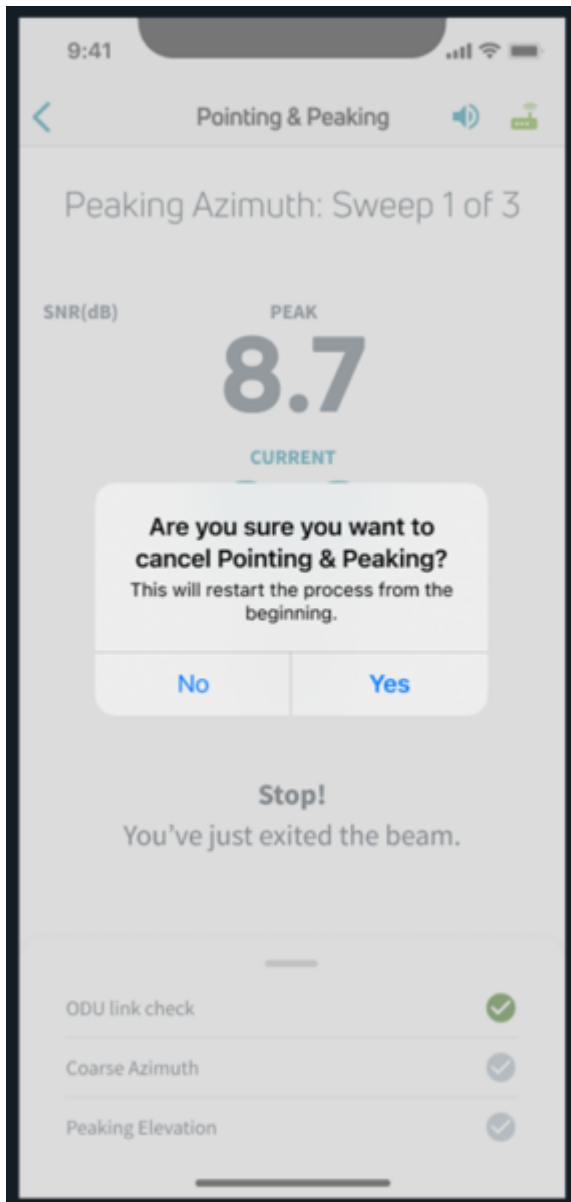 9:41
Pointing & Peaking
Peaking Azimuth: Sweep 1 of 3
SNR(dB)
PEAK
8.7
CURRENT
Are you sure you want to
cancel Pointing & Peaking?
This will restart the process from the
beginning.
No
Yes
Stop!
You’ve just exited the beam.
ODU link check
Coarse Azimuth
Peaking Elevation